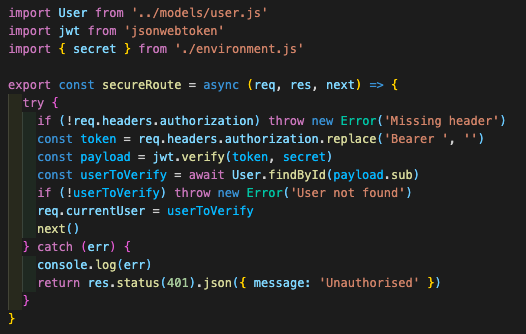 import User from '../models/user.js'
import jwt from 'jsonwebtoken'
import { secret } from './environment.js'

export const secureRoute = async (req, res, next) => {
  try {
    if (!req.headers.authorization) throw new Error('Missing header')
    const token = req.headers.authorization.replace('Bearer ', '')
    const payload = jwt.verify(token, secret)
    const userToVerify = await User.findById(payload.sub)
    if (!userToVerify) throw new Error('User not found')
    req.currentUser = userToVerify
    next()
  } catch (err) {
    console.log(err)
    return res.status(401).json({ message: 'Unauthorised' })
  }
}